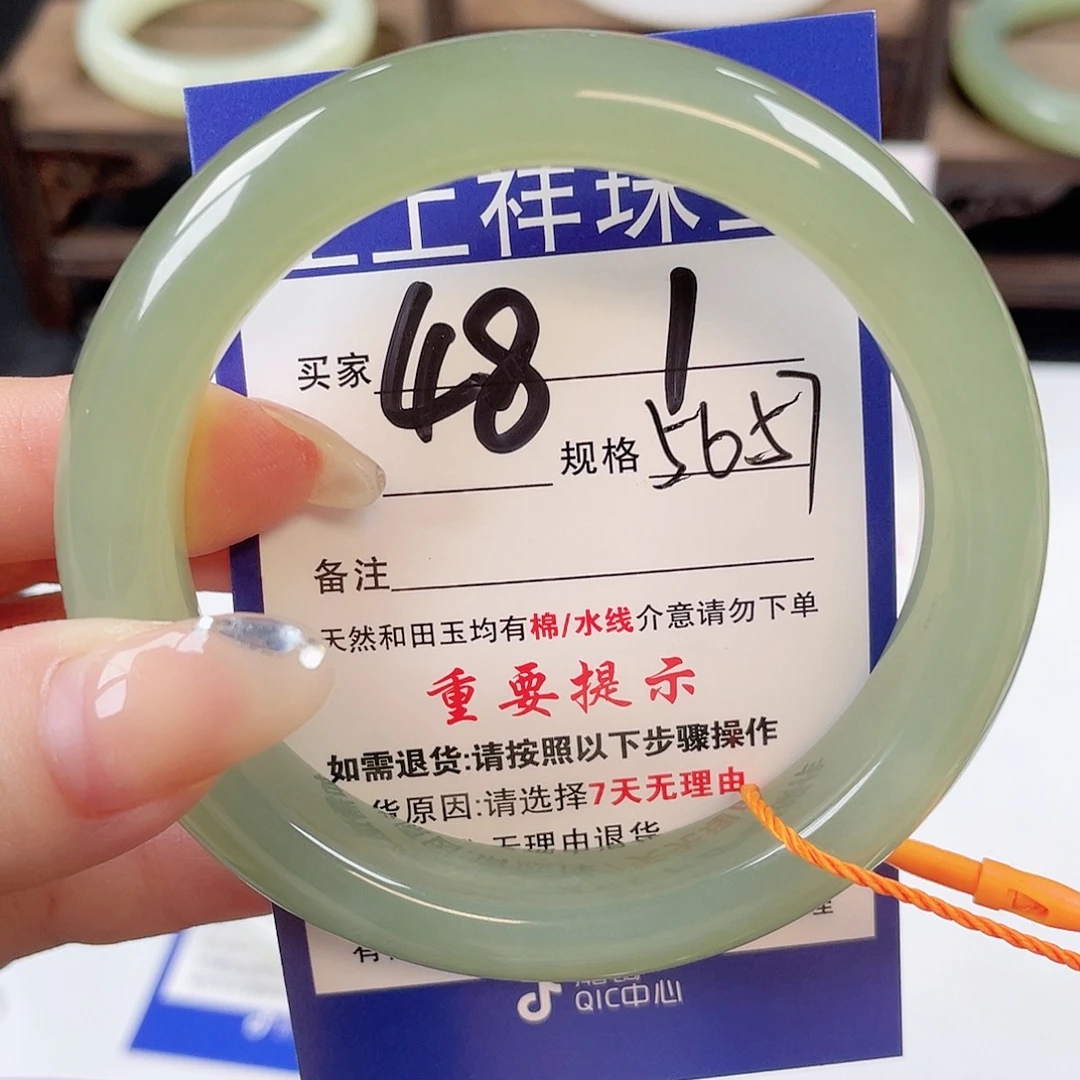 上祥珠
买家 48 1
规格 5657
备注
天然和田玉均有棉/水线介意请勿下单
重要提示
如需退货:请按照以下步骤操作
货原因:请选择7天无理由
无理由退货
有
QIC中心